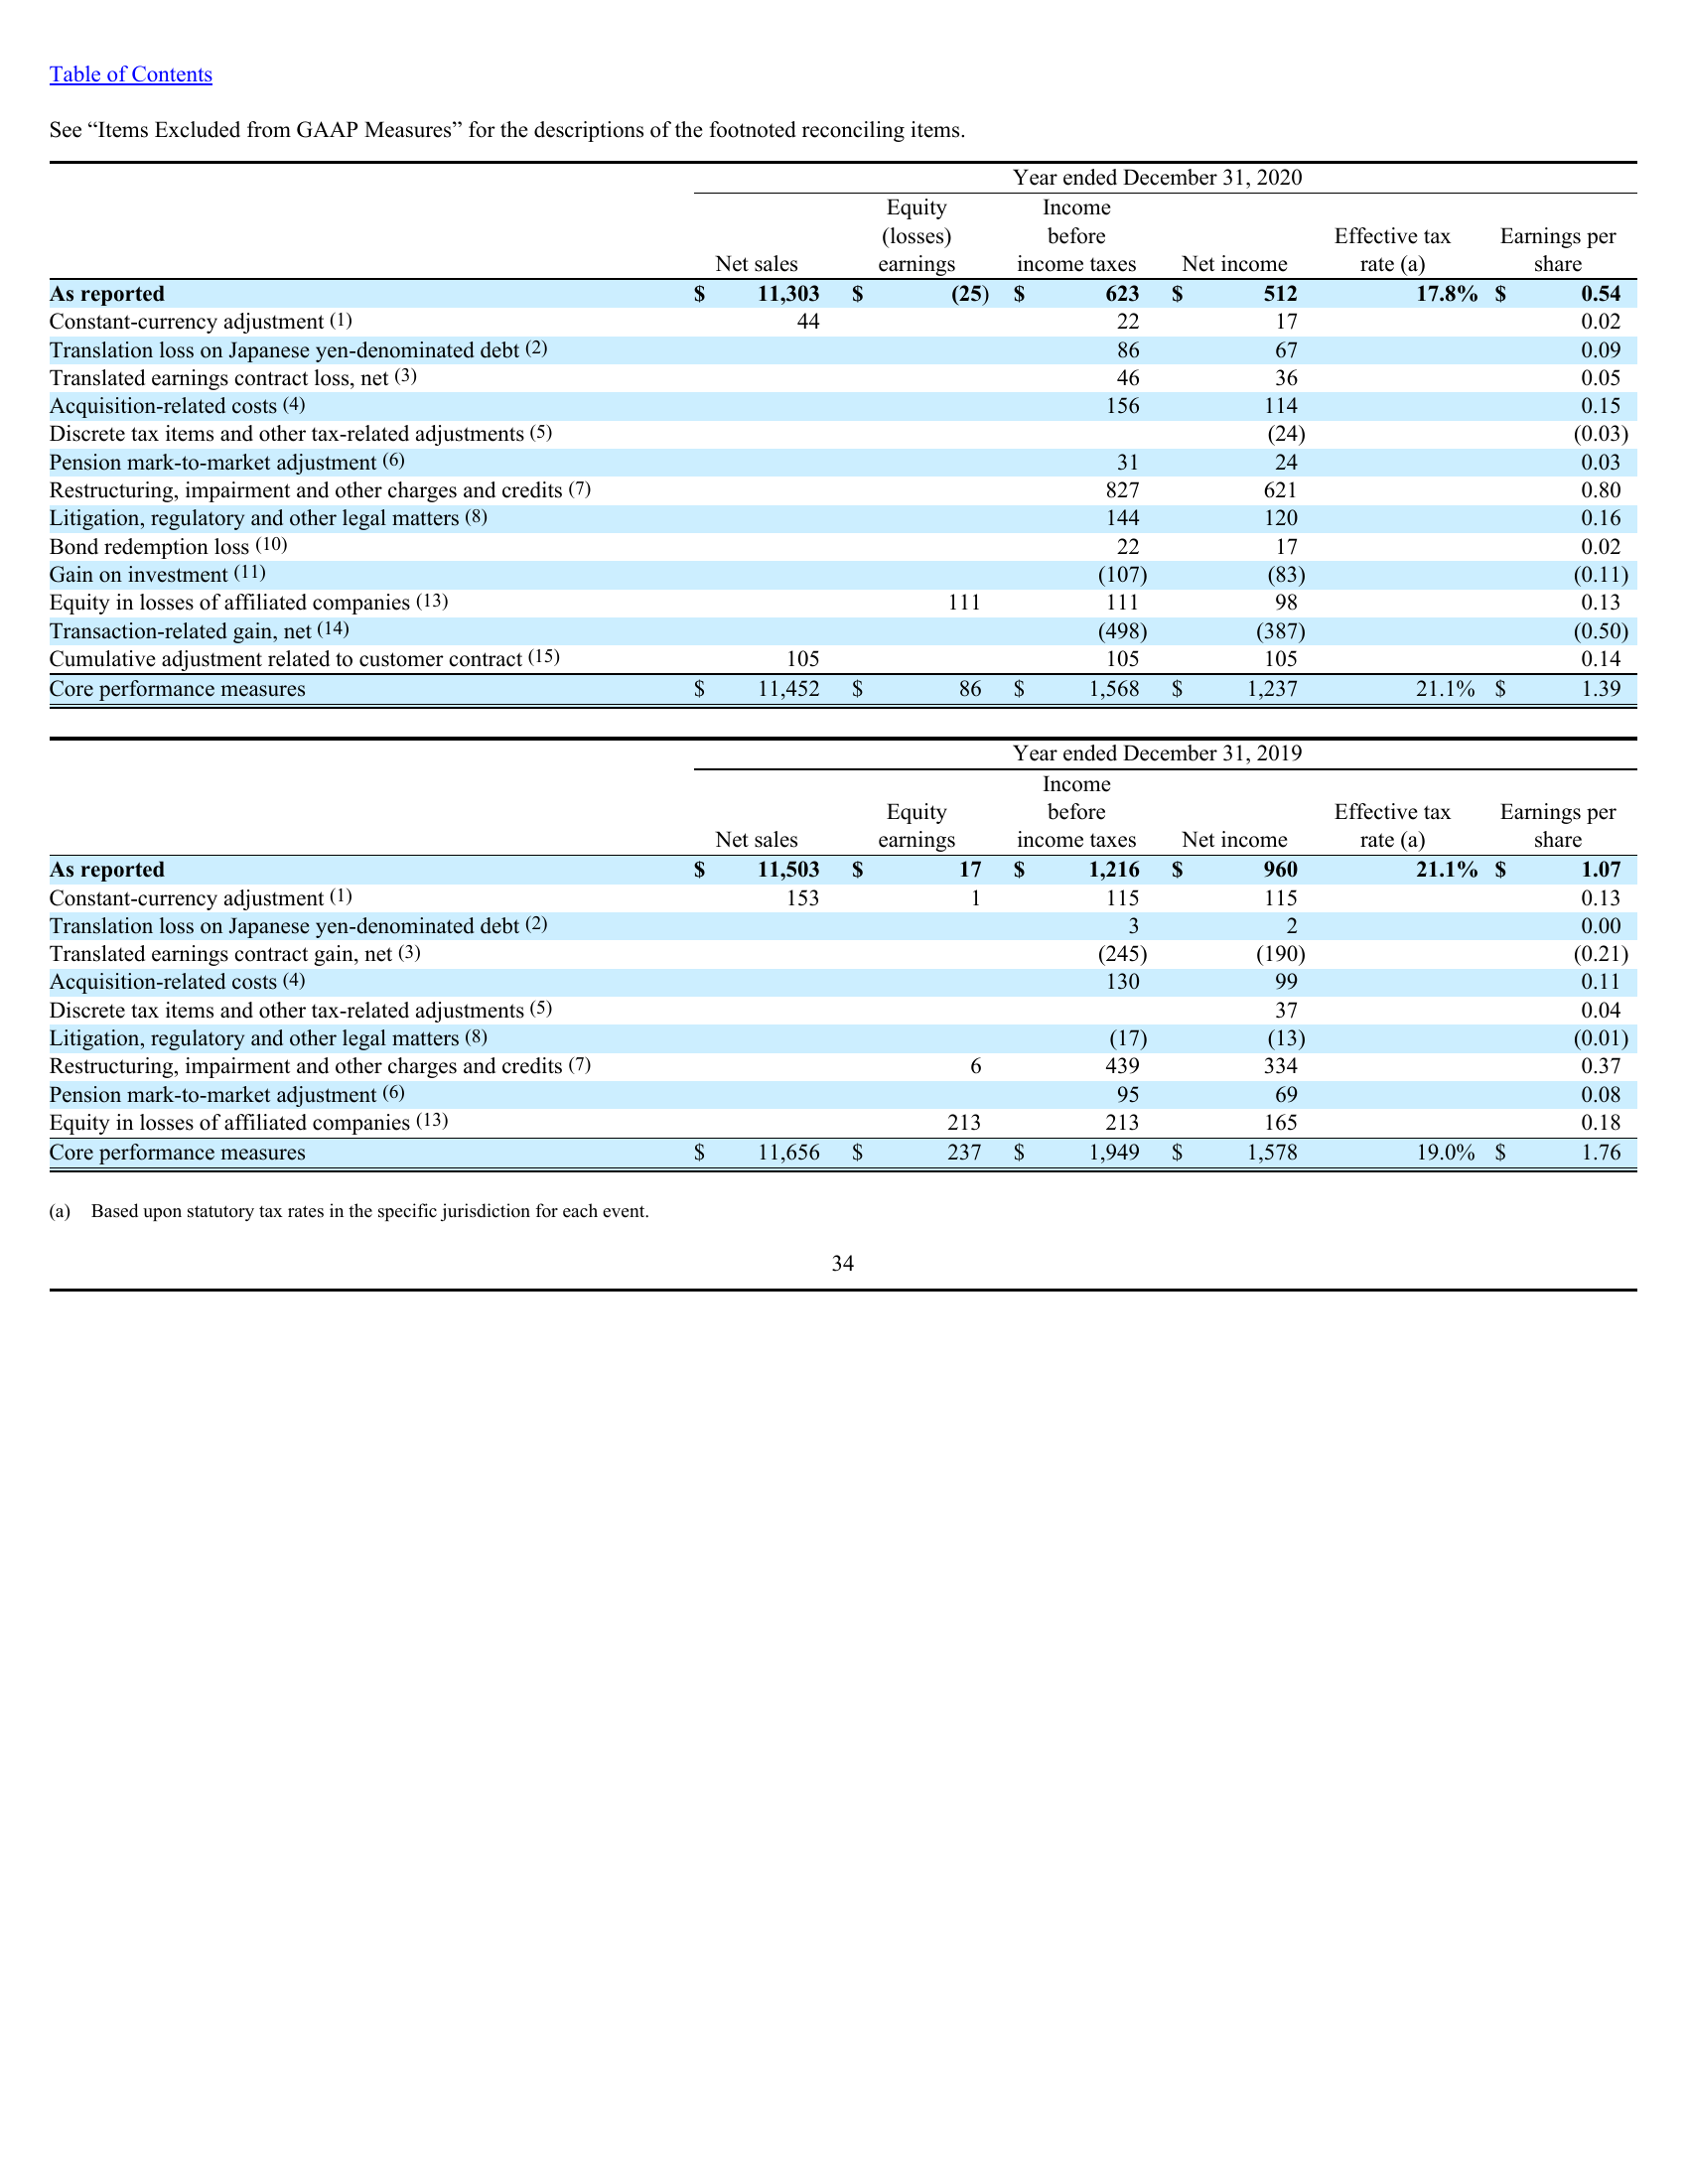 Table of Contents
See “Items Excluded from GAAP Measures” for the descriptions of the footnoted reconciling items.
Year ended December 31, 2020
Equity Income
(losses) before Effective tax Earnings per
Net sales earnings income taxes Net income rate (a) share
As reported $ 11,303 $ (25) $ 623 $ 512 17.8% $ 0.54
Constant-currency adjustment (1) 44 22 17 0.02
Translation loss on Japanese yen-denominated debt (2) 86 67 0.09
Translated earnings contract loss, net (3) 46 36 0.05
Acquisition-related costs (4) 156 114 0.15
Discrete tax items and other tax-related adjustments (5) (24) (0.03)
Pension mark-to-market adjustment (6) 31 24 0.03
Restructuring, impairment and other charges and credits (7) 827 621 0.80
Litigation, regulatory and other legal matters (8) 144 120 0.16
Bond redemption loss (10) 22 17 0.02
Gain on investment (11) (107) (83) (0.11)
Equity in losses of affiliated companies (13) 111 111 98 0.13
Transaction-related gain, net (14) (498) (387) (0.50)
Cumulative adjustment related to customer contract (15) 105 105 105 0.14
Core performance measures $ 11,452 $ 86 $ 1,568 $ 1,237 21.1% $ 1.39
Year ended December 31, 2019
Income
Equity before Effective tax Earnings per
Net sales earnings income taxes Net income rate (a) share
As reported $ 11,503 $ 17 $ 1,216 $ 960 21.1% $ 1.07
Constant-currency adjustment (1) 153 1 115 115 0.13
Translation loss on Japanese yen-denominated debt (2) 3 2 0.00
Translated earnings contract gain, net (3) (245) (190) (0.21)
Acquisition-related costs (4) 130 99 0.11
Discrete tax items and other tax-related adjustments (5) 37 0.04
Litigation, regulatory and other legal matters (8) (17) (13) (0.01)
Restructuring, impairment and other charges and credits (7) 6 439 334 0.37
Pension mark-to-market adjustment (6) 95 69 0.08
Equity in losses of affiliated companies (13) 213 213 165 0.18
Core performance measures $ 11,656 $ 237 $ 1,949 $ 1,578 19.0% $ 1.76
(a) Based upon statutory tax rates in the specific jurisdiction for each event.
34